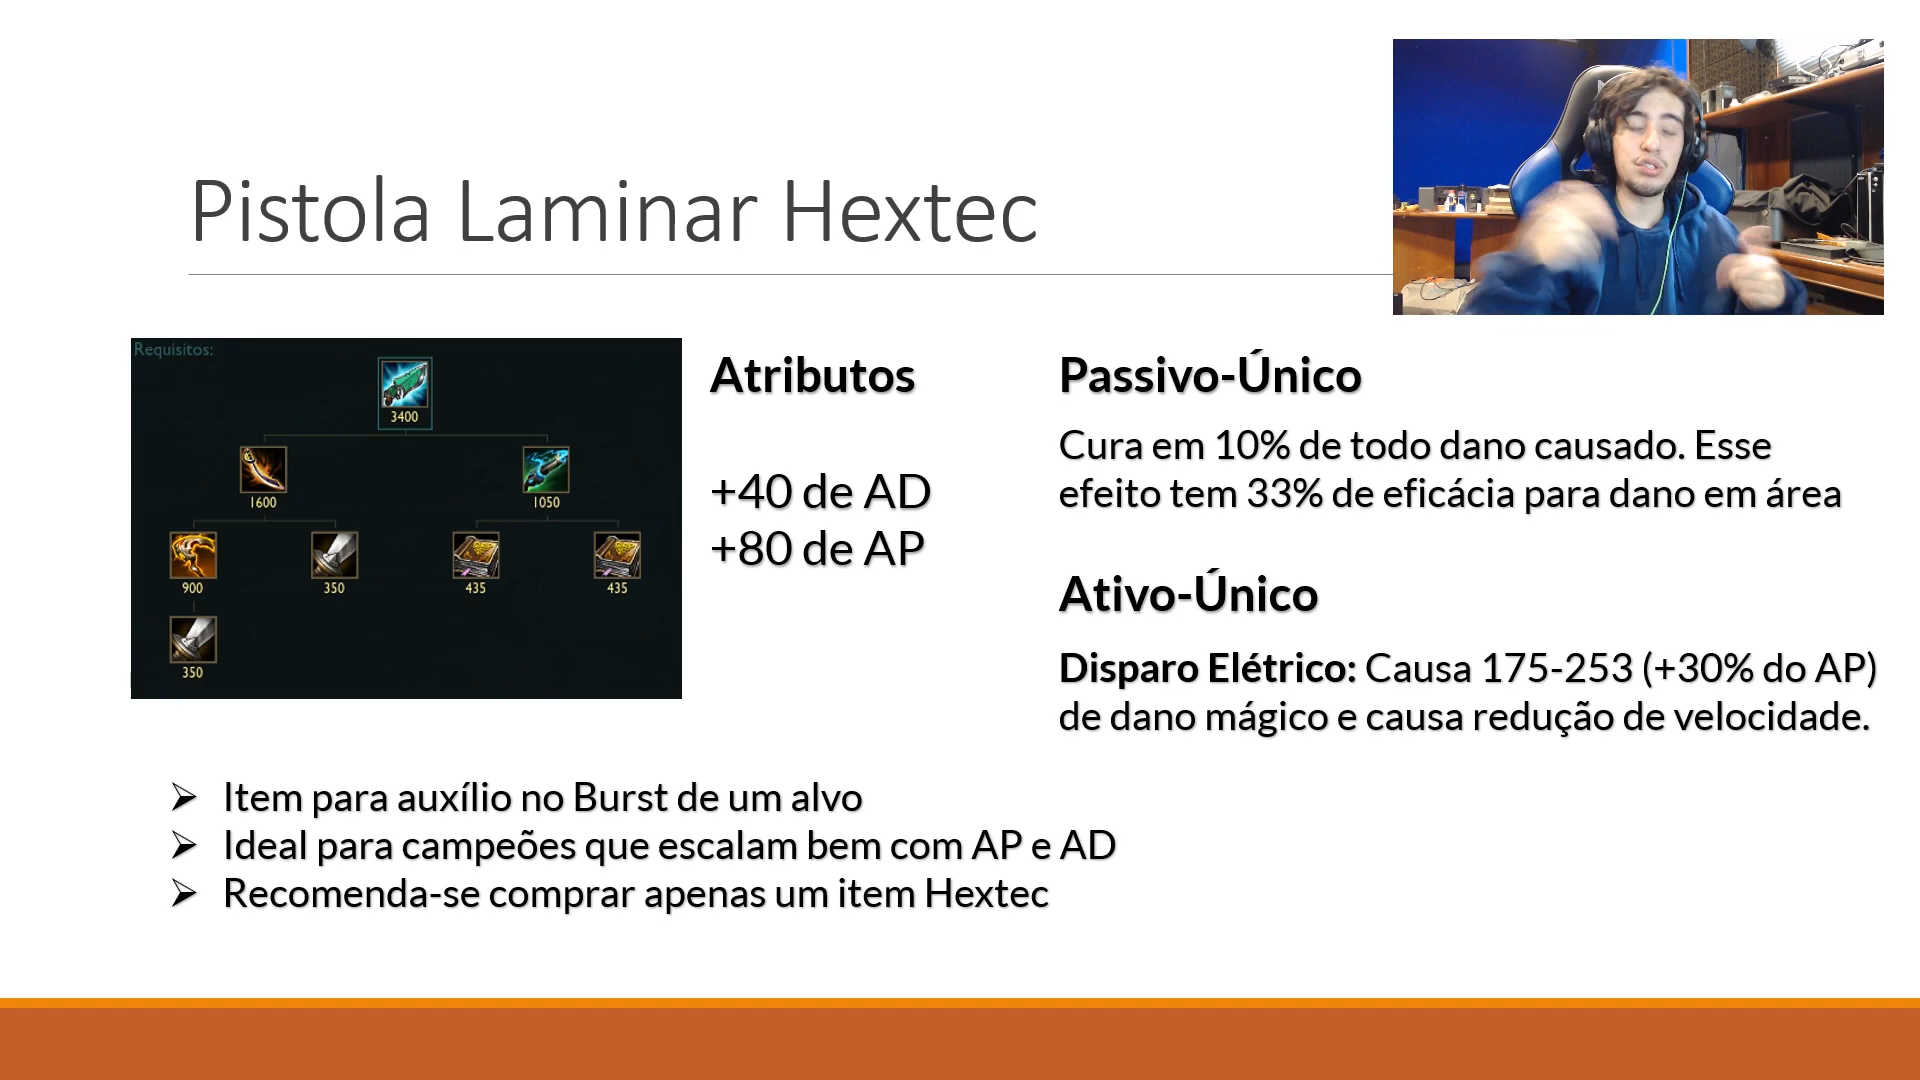 Pistola Laminar Hextec
Requisitos:
3400
1600
1050
900
350
435
435
350
Atributos
+40 de AD
+80 de AP
Passivo-Único
Cura em 10% de todo dano causado. Esse
efeito tem 33% de eficácia para dano em área
Ativo-Único
Disparo Elétrico: Causa 175-253 (+30% do AP)
de dano mágico e causa redução de velocidade.
➢ Item para auxílio no Burst de um alvo
➢ Ideal para campeões que escalam bem com AP e AD
➢ Recomenda-se comprar apenas um item Hextec